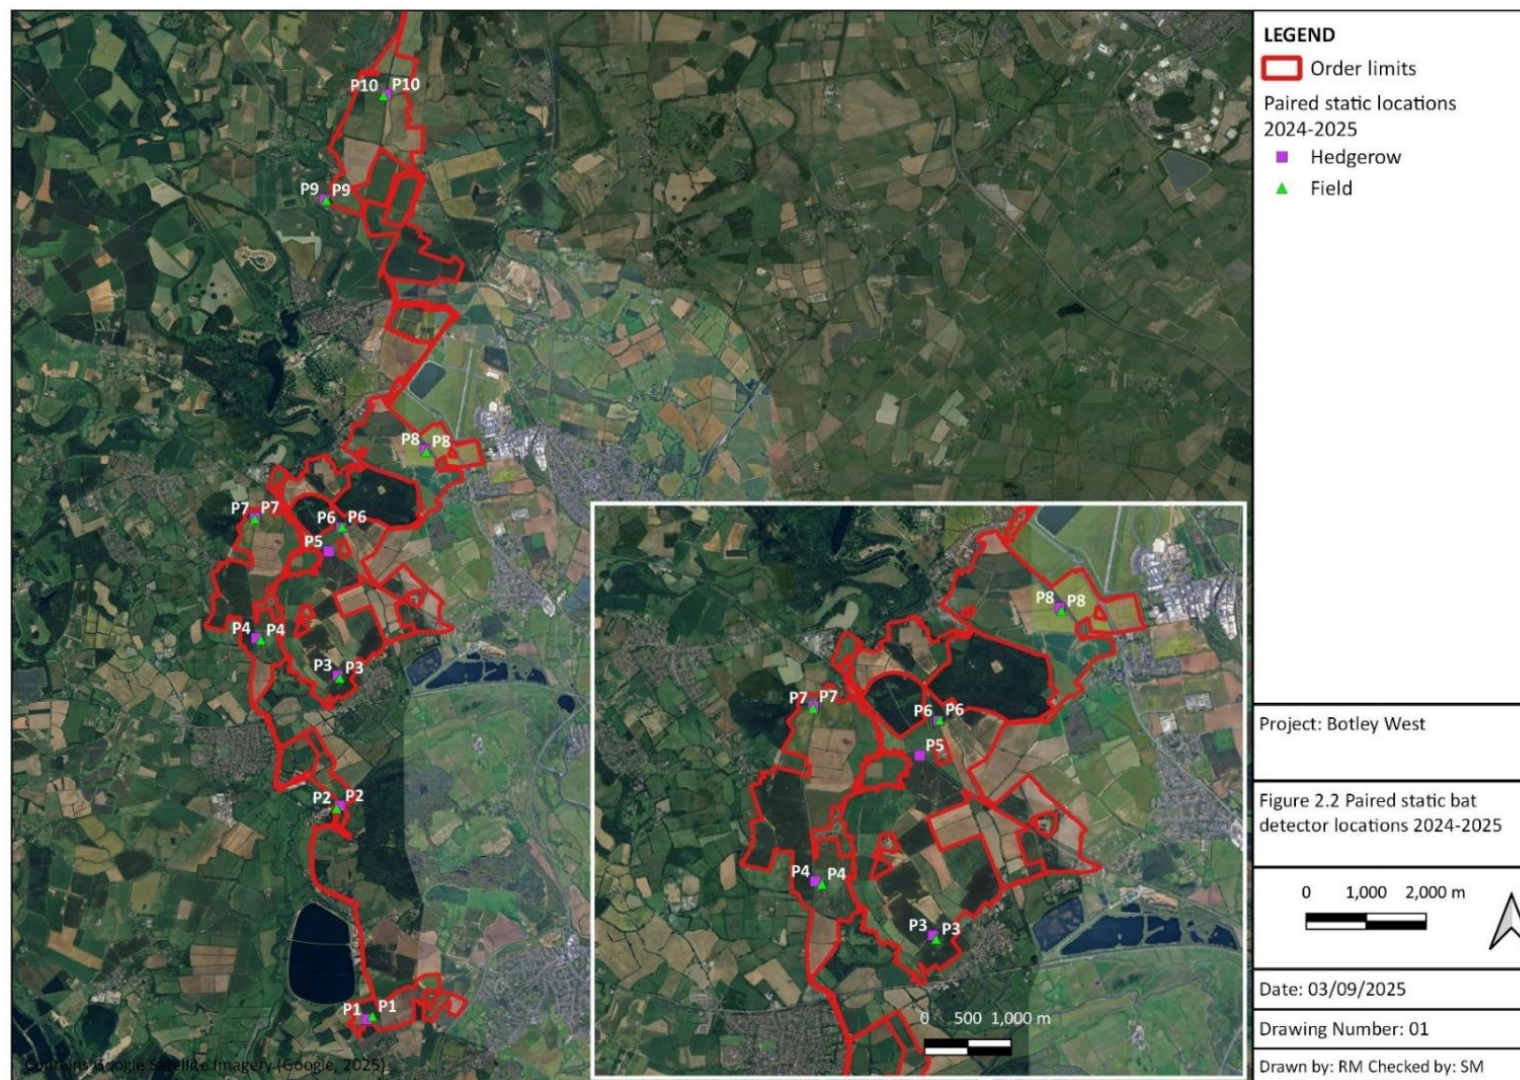 LEGEND
Order limits
Paired static locations
2024-2025
Hedgerow
Field
P10 P10
P9 P9
P8 P8
P7 P7
P6 P6
P5
P4 P4
P3 P3
P2 P2
P1 P1
P8 P8
P7 P7
P6 P6
P5
P4 P4
P3 P3
0 500 1,000 m
Contains Google Satellite Imagery (Google, 2025)
Project: Botley West
Figure 2.2 Paired static bat
detector locations 2024-2025
0 1,000 2,000 m
Date: 03/09/2025
Drawing Number: 01
Drawn by: RM Checked by: SM